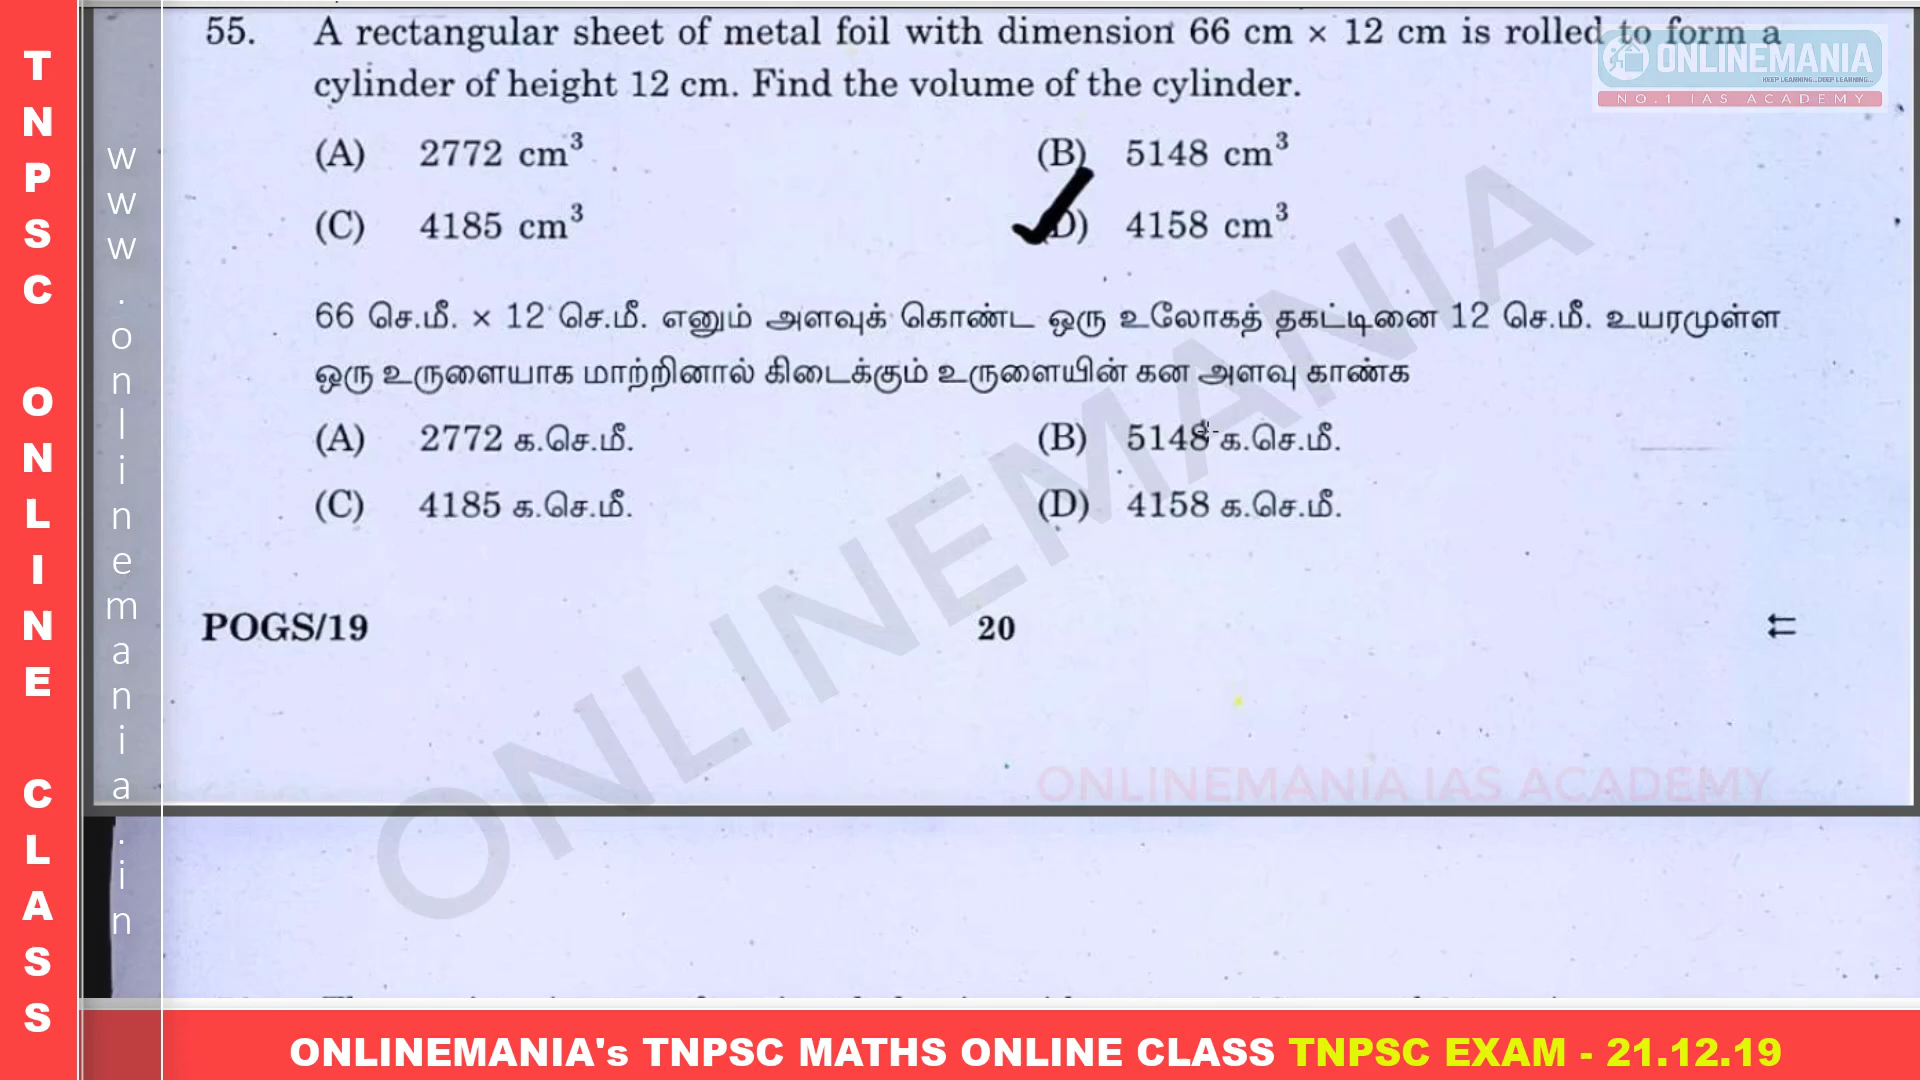 55. A rectangular sheet of metal foil with dimension 66 cm × 12 cm is rolled to form a
cylinder of height 12 cm. Find the volume of the cylinder.
(A) 2772 cm³ (B) 5148 cm³
(C) 4185 cm³ (D) 4158 cm³
66 செ.மீ. × 12 செ.மீ. எனும் அளவுக் கொண்ட ஒரு உலோகத் தகட்டினை 12 செ.மீ. உயரமுள்ள
ஒரு உருளையாக மாற்றினால் கிடைக்கும் உருளையின் கன அளவு காண்க
(A) 2772 க.செ.மீ. (B) 5148 க.செ.மீ.
(C) 4185 க.செ.மீ. (D) 4158 க.செ.மீ.
POGS/19 20 ⇇
ONLINEMANIA
KEEP LEARNING...DEEP LEARNING...
NO.1 IAS ACADEMY
ONLINEMANIA
ONLINEMANIA IAS ACADEMY
TNPSC ONLINE CLASS
www.onlinemania.in
ONLINEMANIA's TNPSC MATHS ONLINE CLASS TNPSC EXAM - 21.12.19